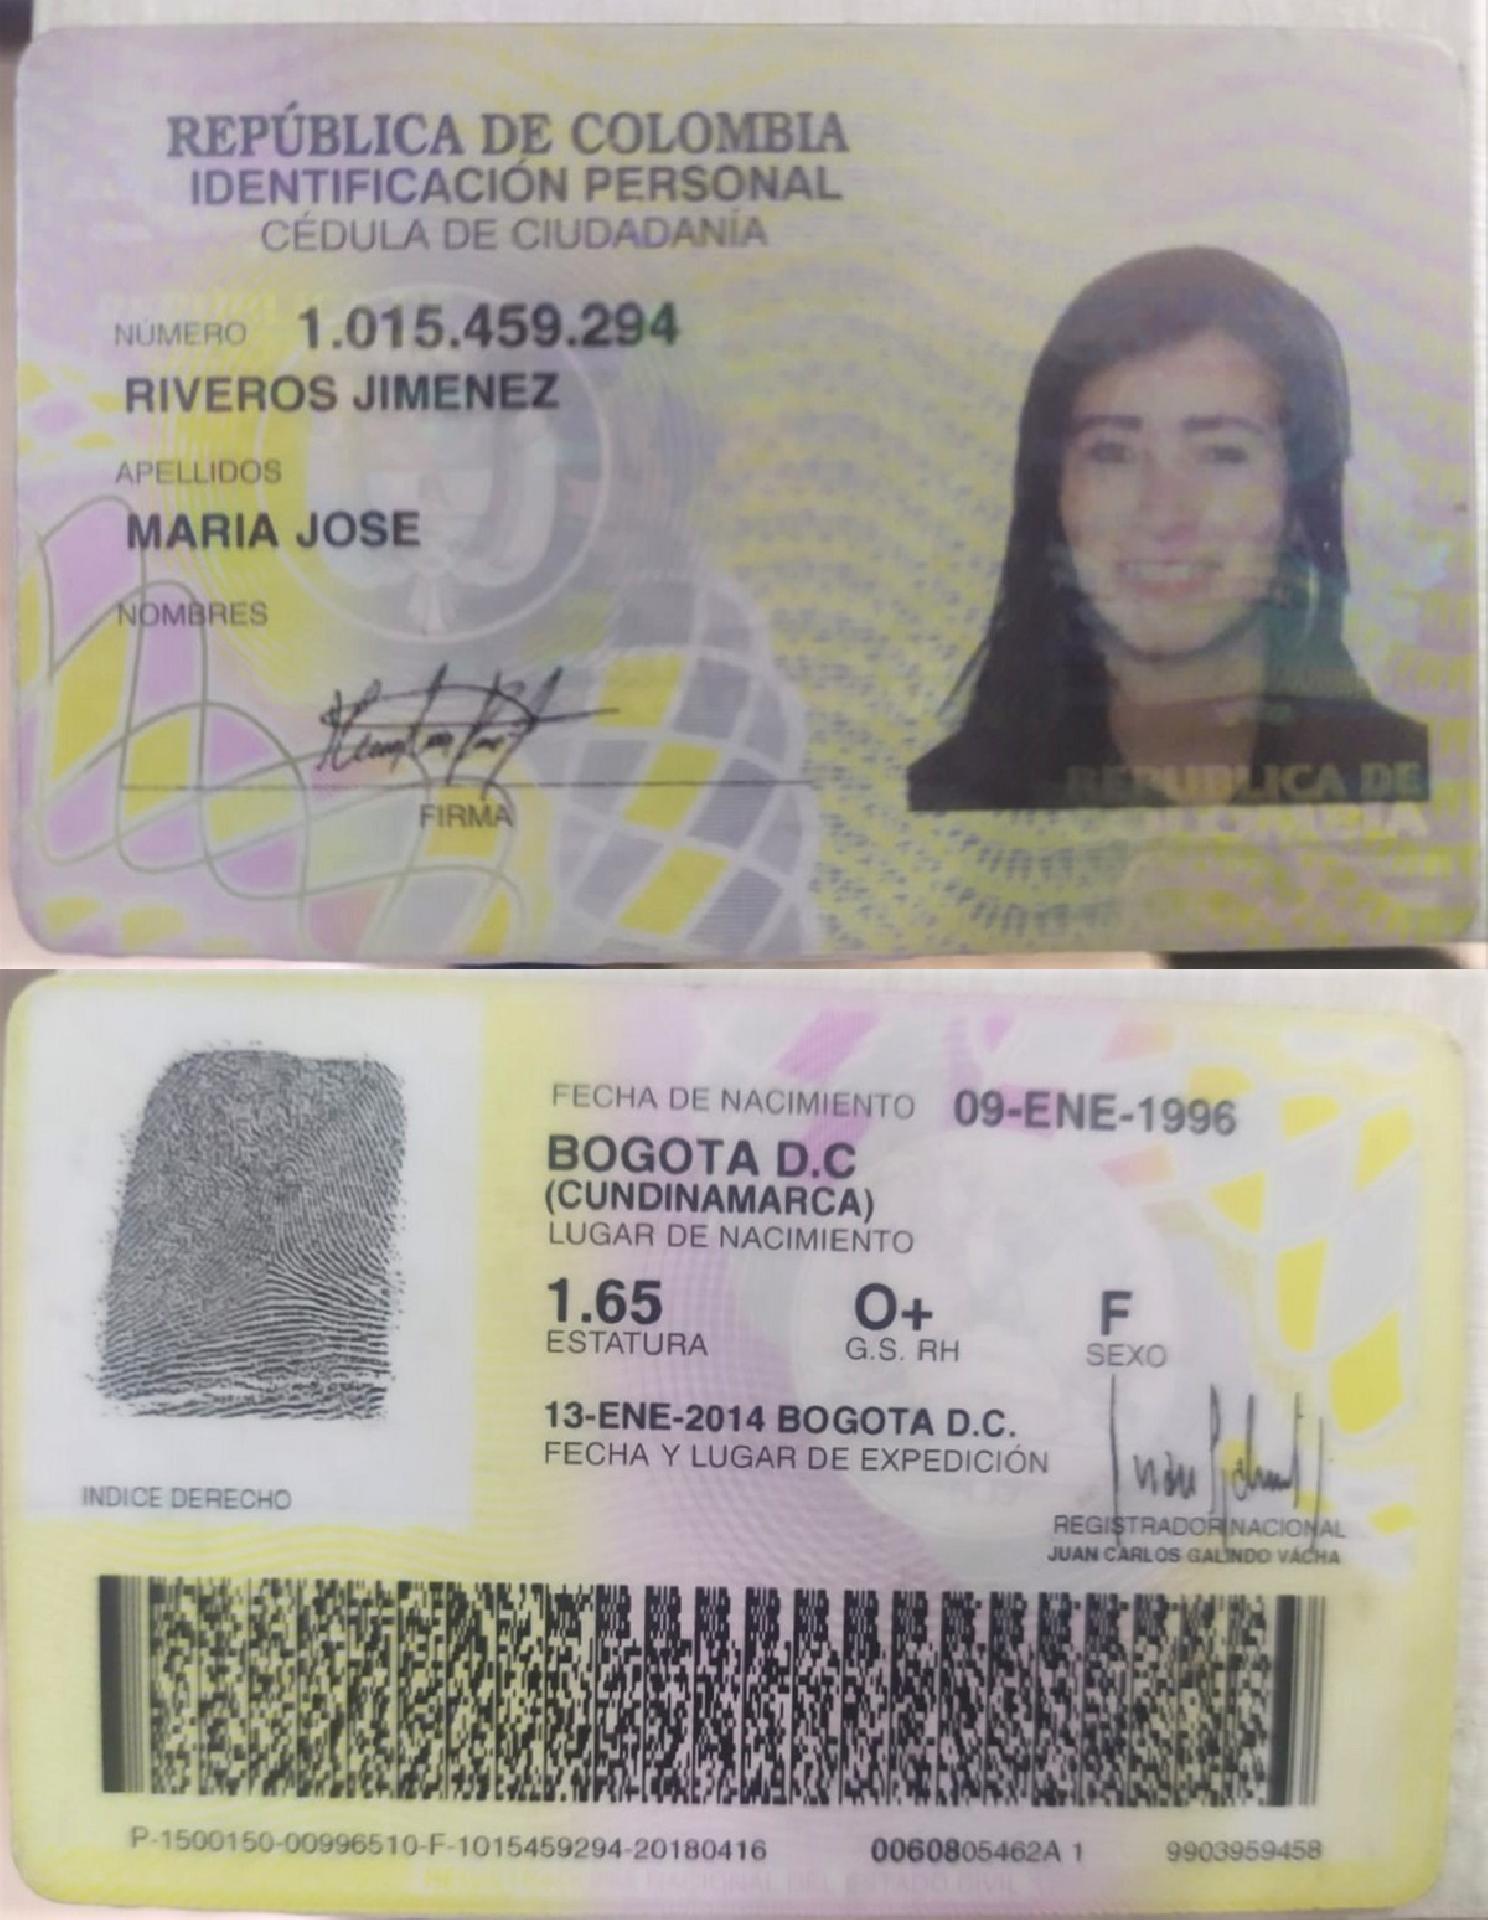 REPÚBLICA DE COLOMBIA
IDENTIFICACIÓN PERSONAL
CÉDULA DE CIUDADANÍA
NÚMERO 1.015.459.294
RIVEROS JIMENEZ
APELLIDOS
MARIA JOSE
NOMBRES
FIRMA
REPUBLICA DE
FECHA DE NACIMIENTO 09-ENE-1996
BOGOTA D.C
(CUNDINAMARCA)
LUGAR DE NACIMIENTO
1.65 O+ F
ESTATURA G.S. RH SEXO
13-ENE-2014 BOGOTA D.C.
FECHA Y LUGAR DE EXPEDICIÓN
INDICE DERECHO
REGISTRADOR NACIONAL
JUAN CARLOS GALINDO VÁCHA
P-1500150-00996510-F-1015459294-20180416 0060805462A 1 9903959458